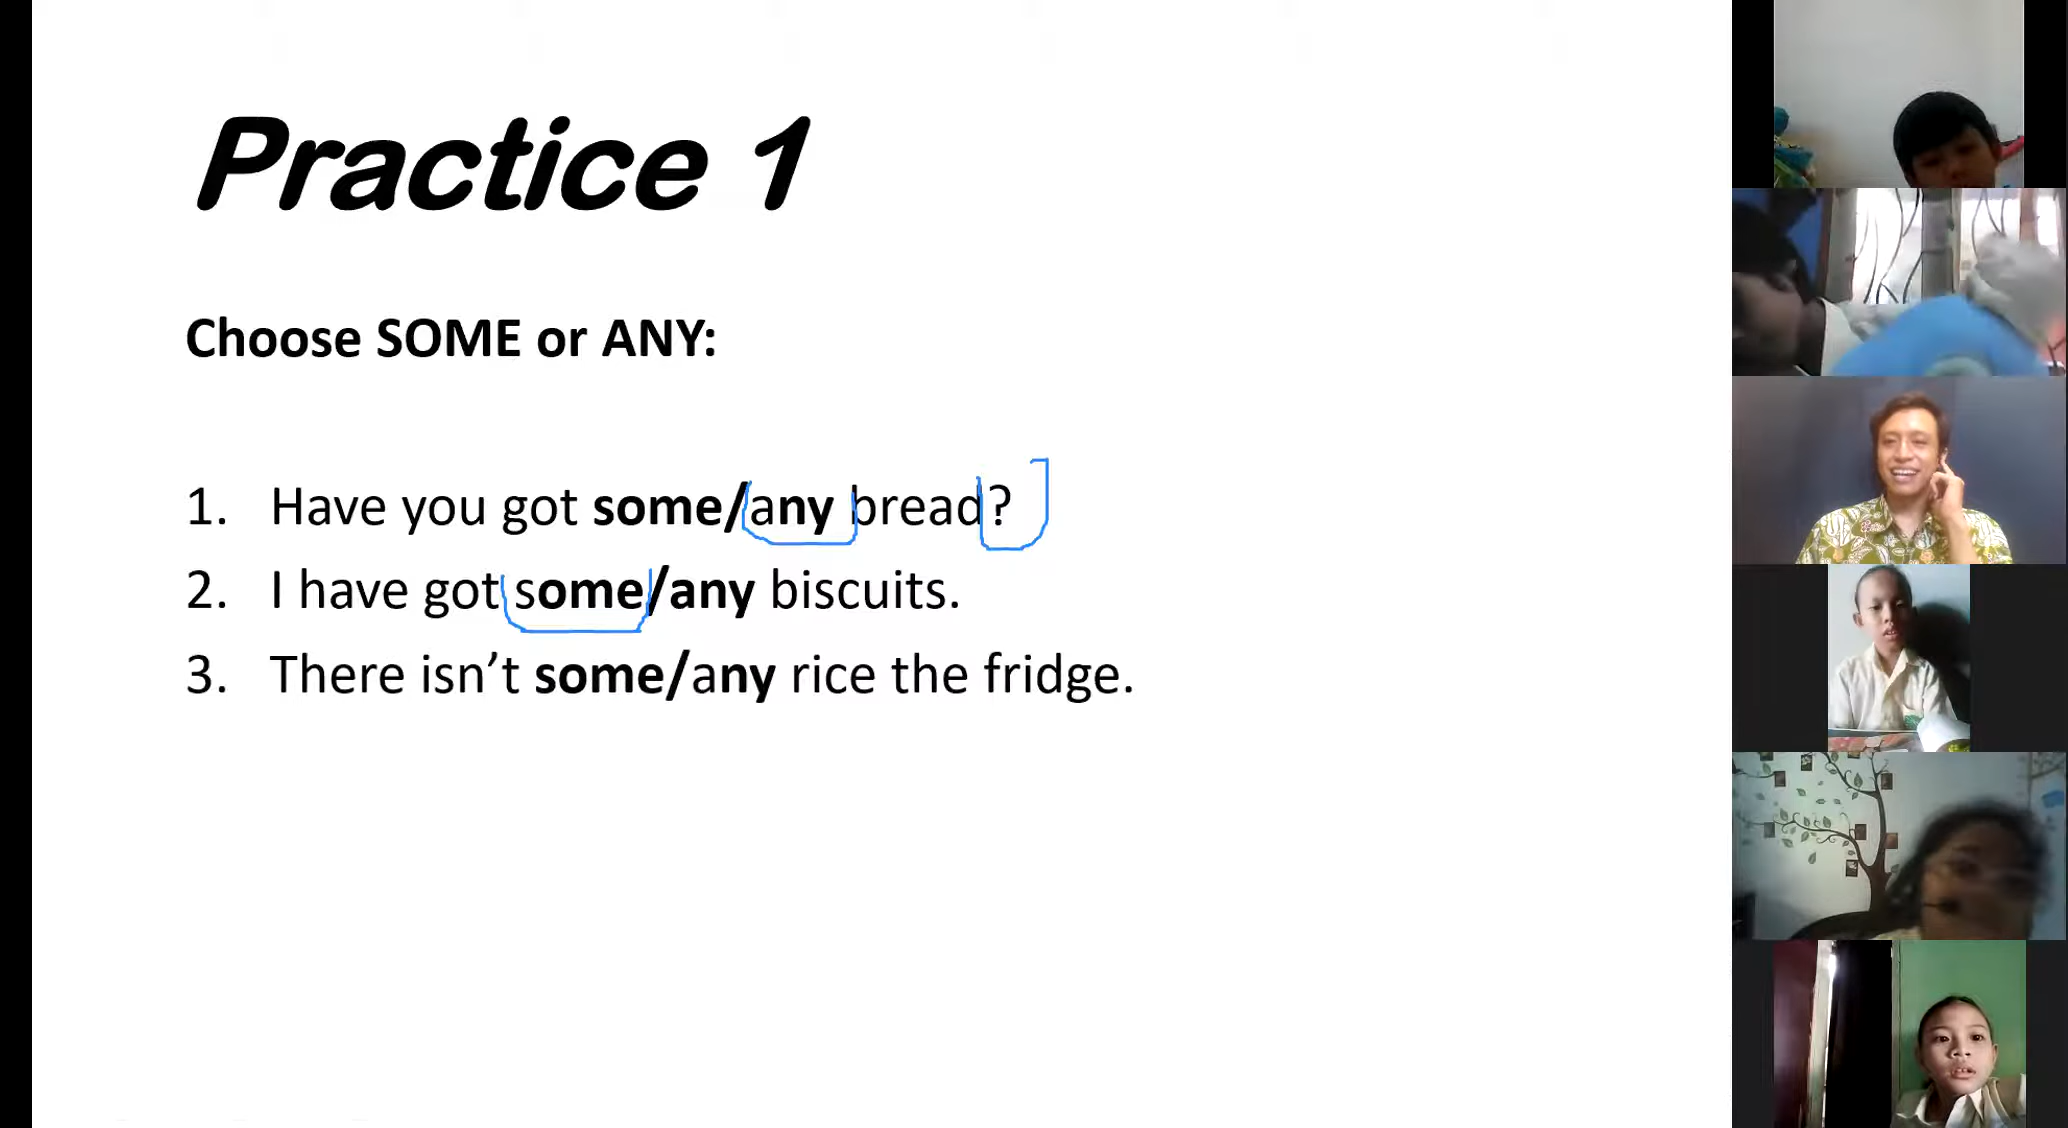 Practice 1
Choose SOME or ANY:
1. Have you got some/any bread?
2. I have got some/any biscuits.
3. There isn’t some/any rice the fridge.